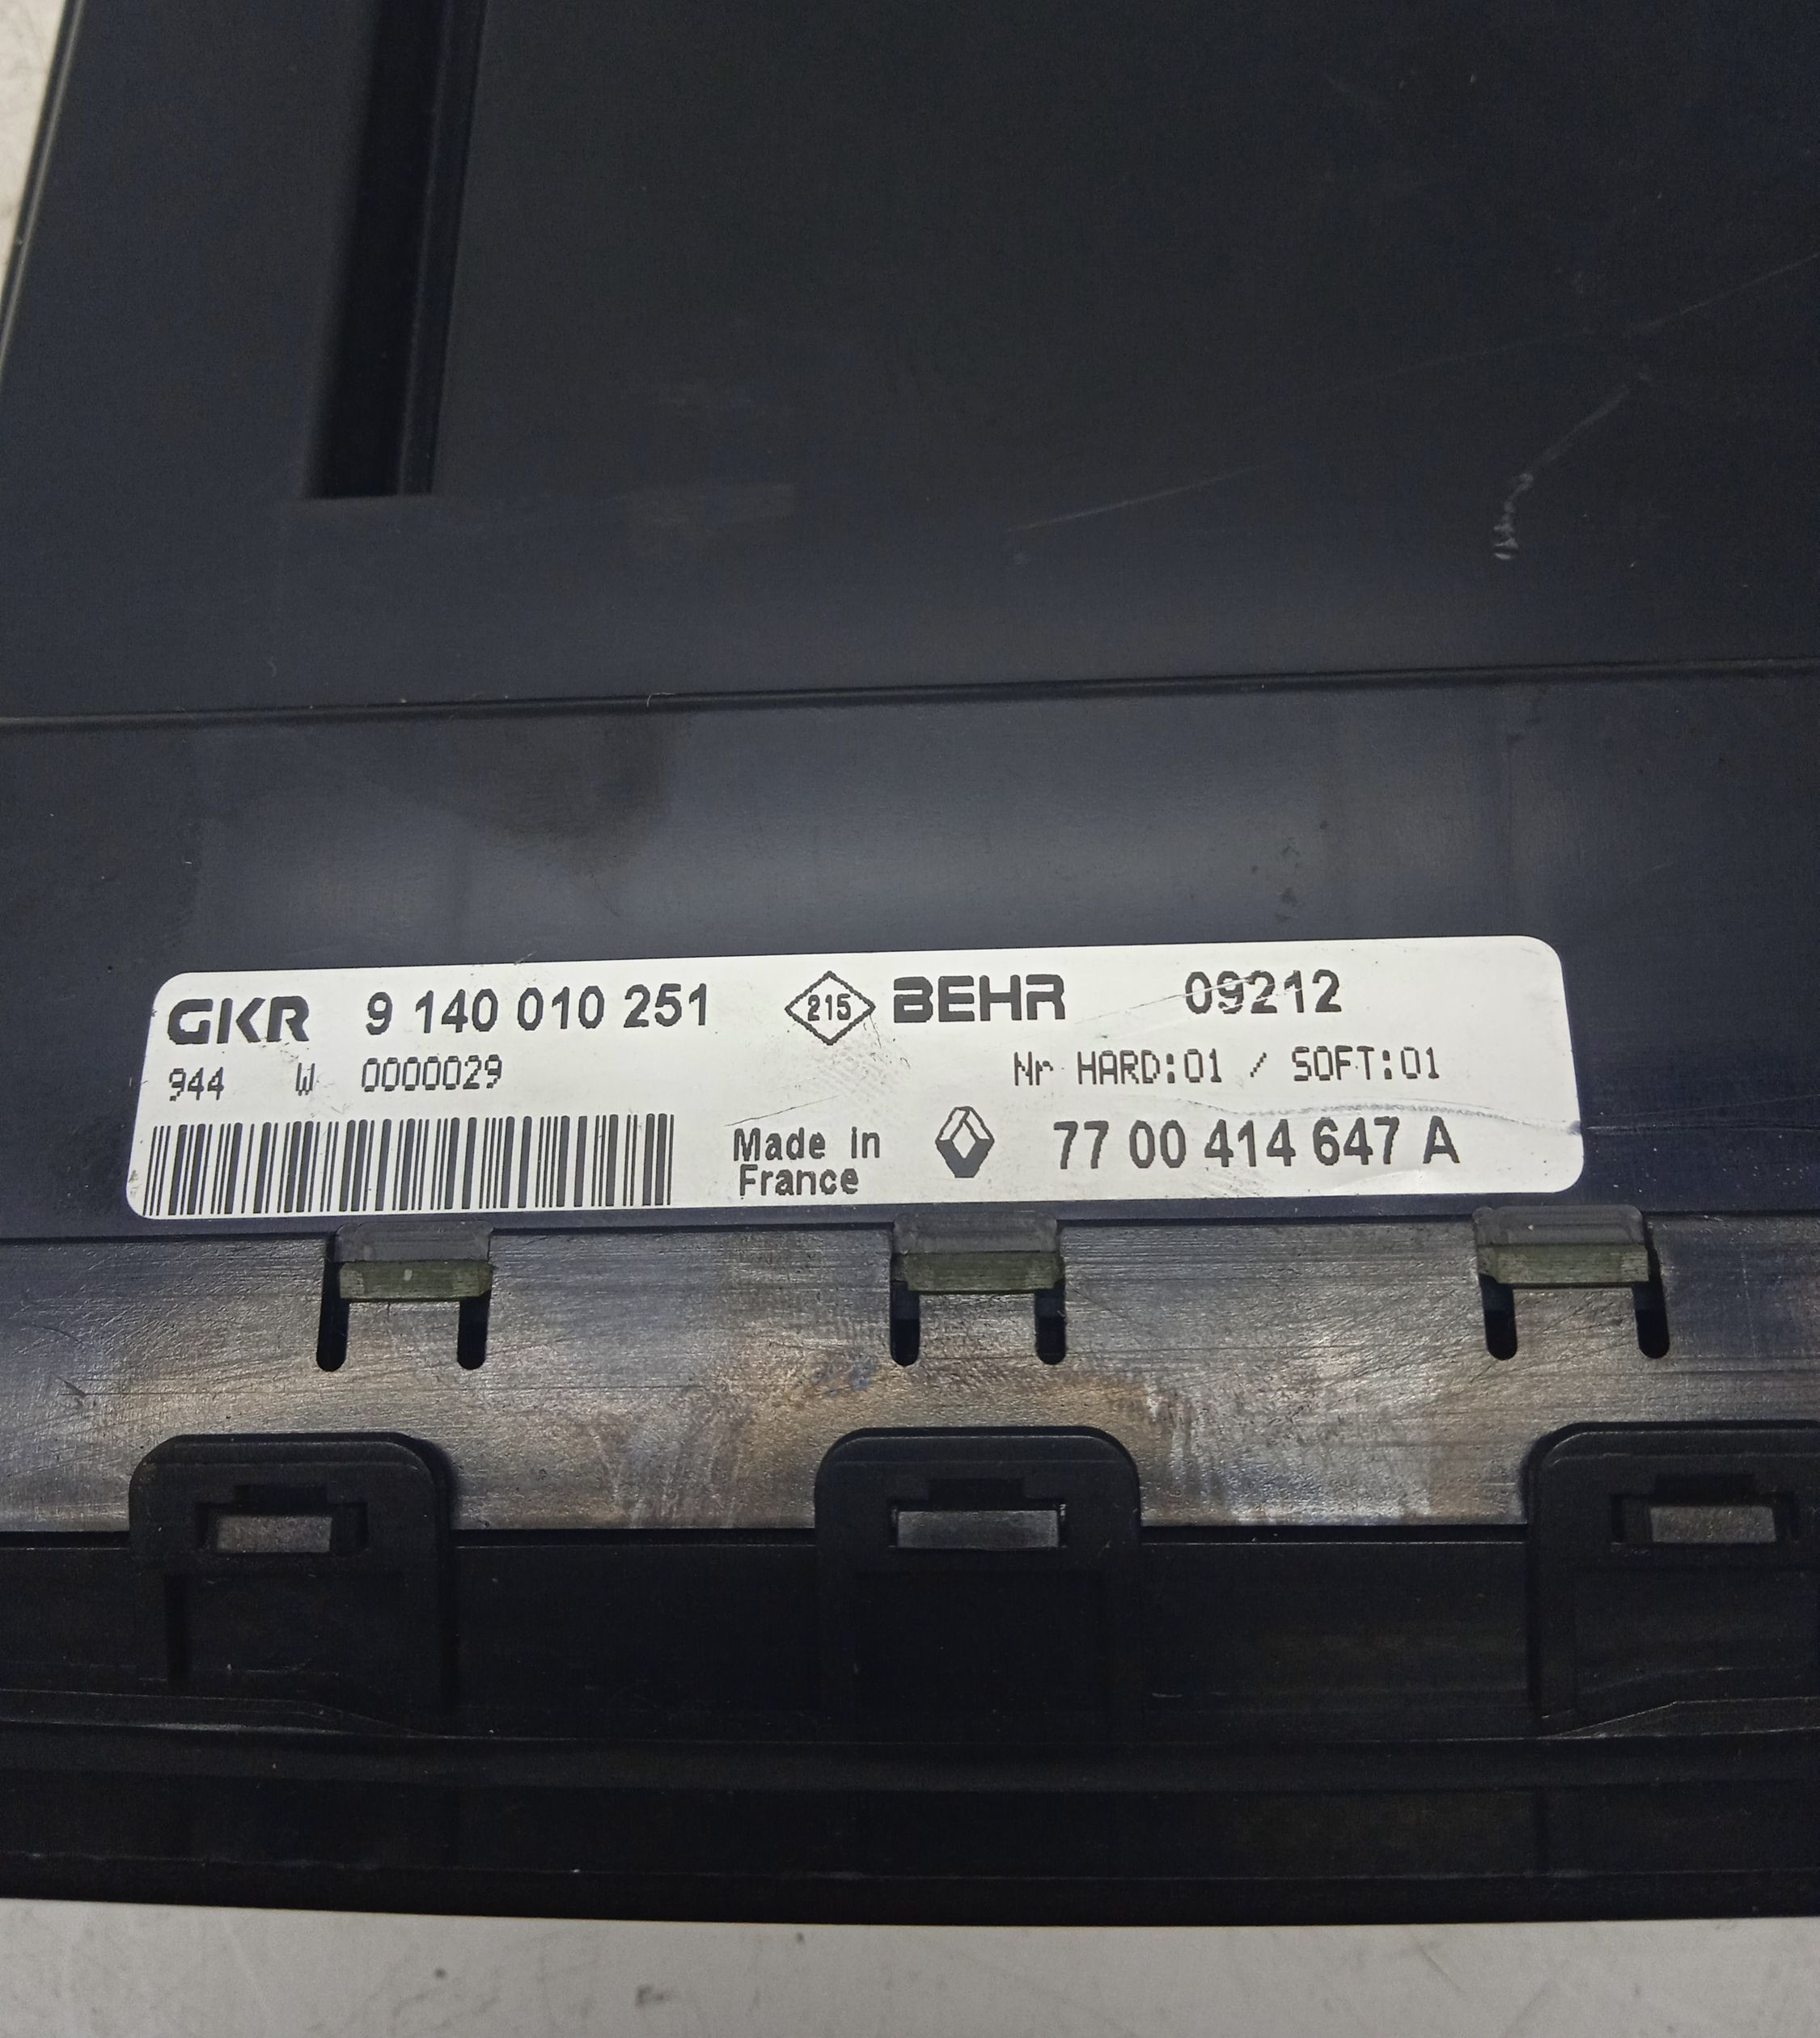 GKR 9 140 010 251 215 BEHR 09212
944 W 0000029 Nr HARD:01 / SOFT:01
Made in
France
77 00 414 647 A